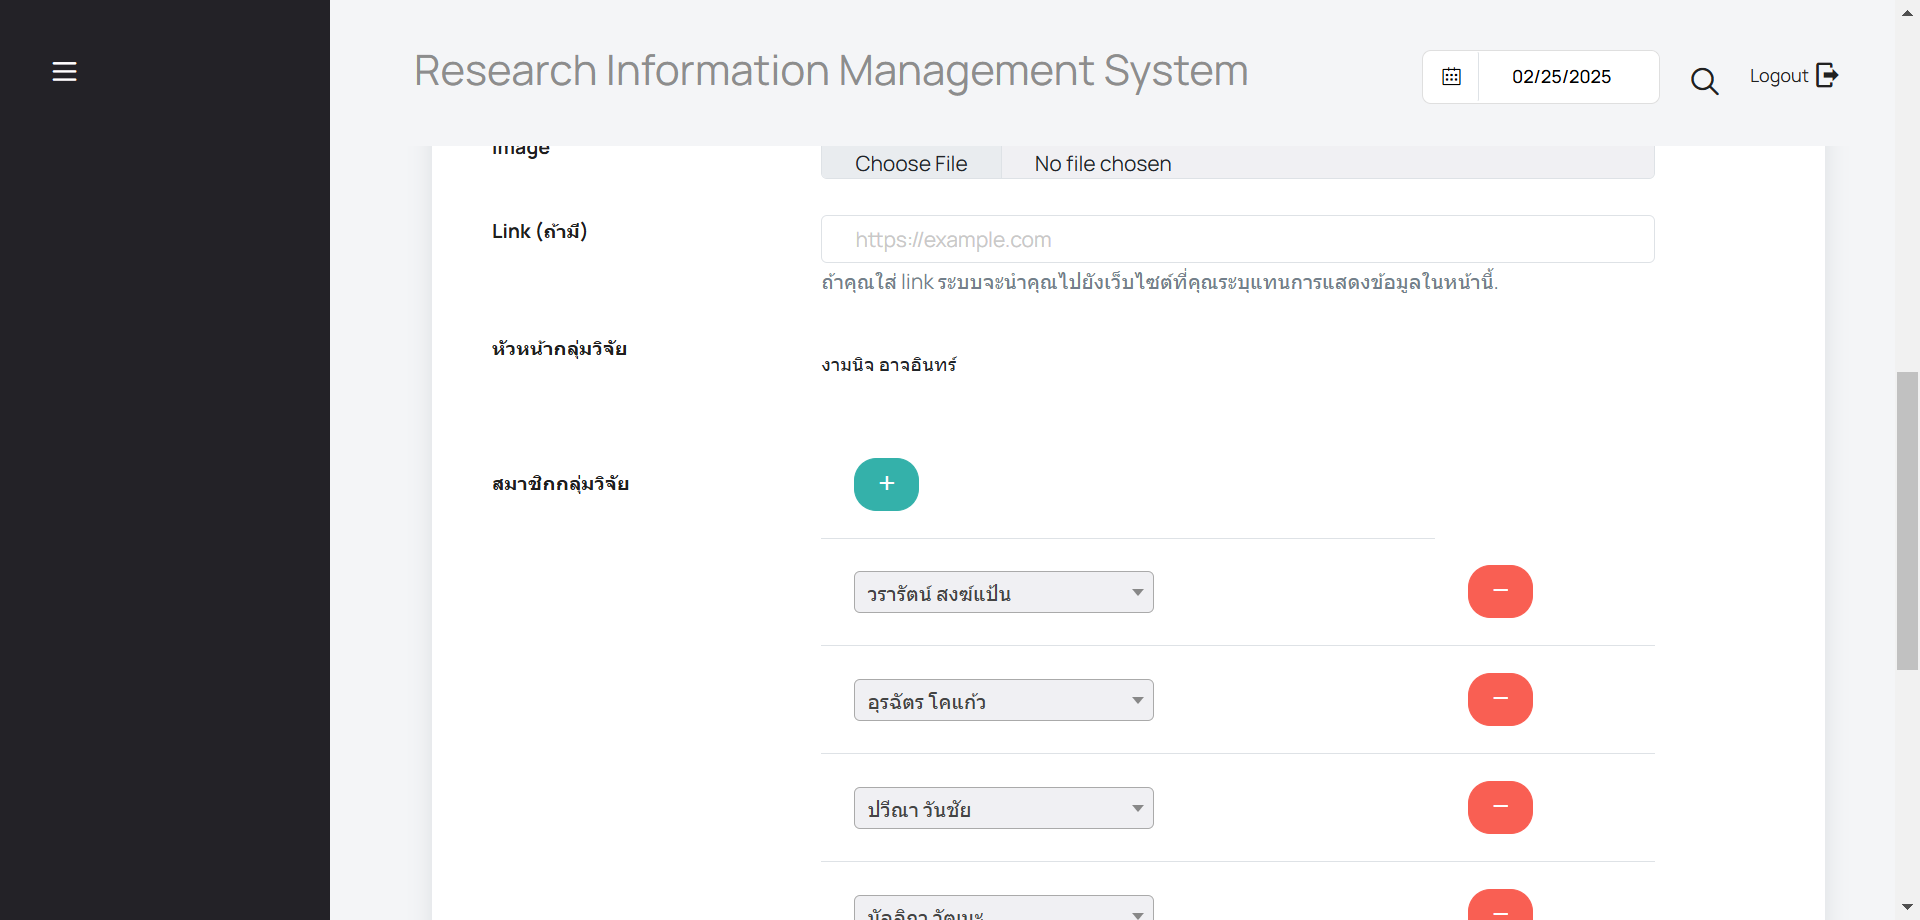 Research Information Management System
02/25/2025
Logout
Image
Choose File No file chosen
Link (ถ้ามี)
https://example.com
ถ้าคุณใส่ link ระบบจะนำคุณไปยังเว็บไซต์ที่คุณระบุแทนการแสดงข้อมูลในหน้านี้.
หัวหน้ากลุ่มวิจัย
งามนิจ อาจอินทร์
สมาชิกกลุ่มวิจัย
+
วรารัตน์ สงฆ์แป้น
−
อุรฉัตร โคแก้ว
−
ปวีณา วันชัย
−
−